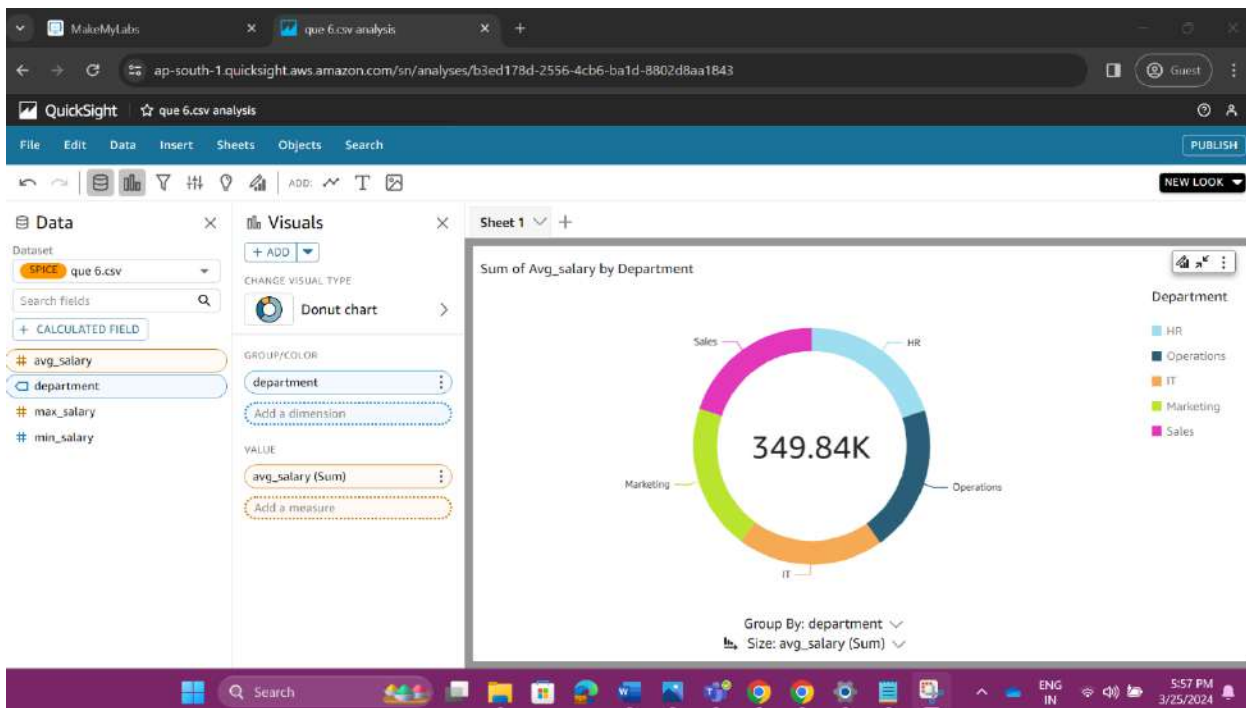 MakeMyLabs
que 6.csv analysis
ap-south-1.quicksight.aws.amazon.com/sn/analyses/b3ed178d-2556-4cb6-ba1d-8802d8aa1843
Guest
QuickSight
que 6.csv analysis
File Edit Data Insert Sheets Objects Search
PUBLISH
ADD:
NEW LOOK
Data
Dataset
SPICE que 6.csv
Search fields
+ CALCULATED FIELD
# avg_salary
department
# max_salary
# min_salary
Visuals
+ ADD
CHANGE VISUAL TYPE
Donut chart
GROUP/COLOR
department
Add a dimension
VALUE
avg_salary (Sum)
Add a measure
Sheet 1
Sum of Avg_salary by Department
Sales
HR
349.84K
Marketing
Operations
IT
Group By: department
Size: avg_salary (Sum)
Department
HR
Operations
IT
Marketing
Sales
Search
ENG
IN
5:57 PM
3/25/2024